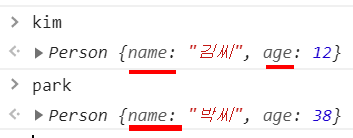 > kim
▶ Person {name: "김씨", age: 12}
> park
▶ Person {name: "박씨", age: 38}